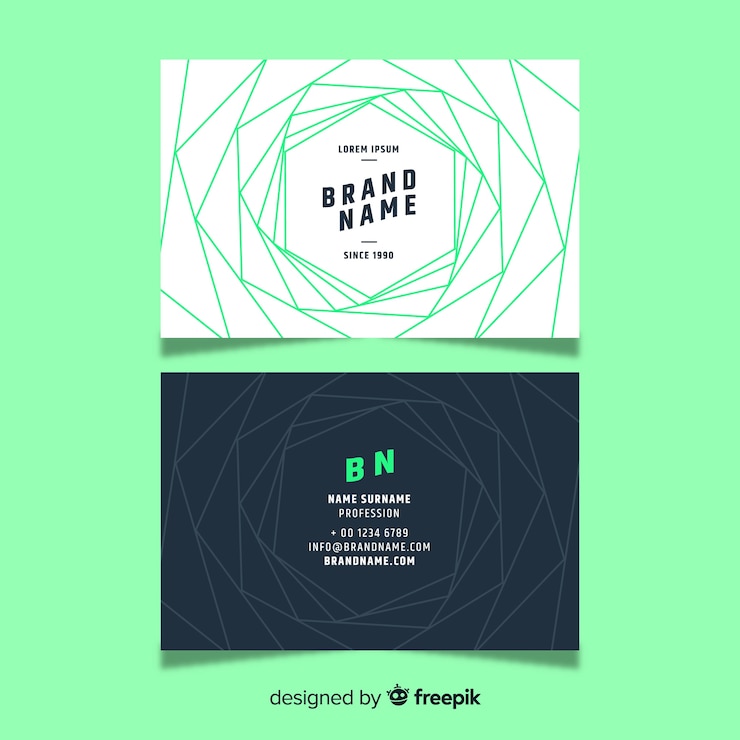 LOREM IPSUM
BRAND
NAME
SINCE 1990
BN
NAME SURNAME
PROFESSION
+ 00 1234 6789
INFO@BRANDNAME.COM
BRANDNAME.COM
designed by freepik